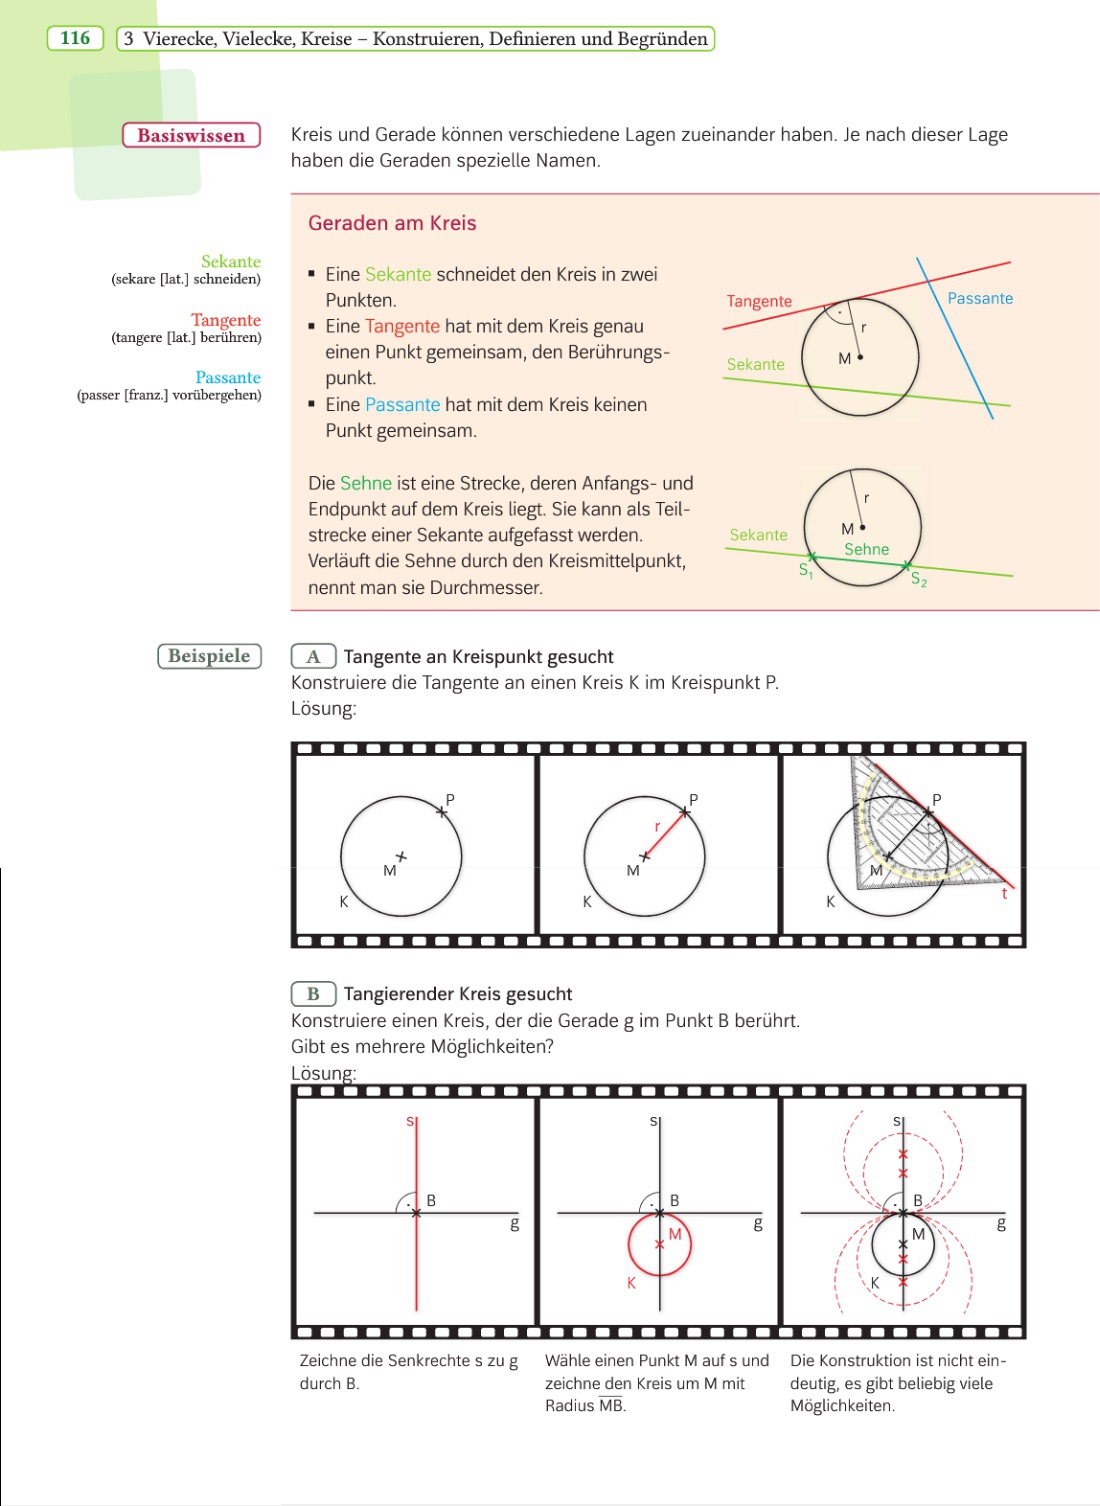 116
3 Vierecke, Vielecke, Kreise – Konstruieren, Definieren und Begründen
Basiswissen
Kreis und Gerade können verschiedene Lagen zueinander haben. Je nach dieser Lage
haben die Geraden spezielle Namen.
Geraden am Kreis
Sekante
(sekare [lat.] schneiden)
Tangente
(tangere [lat.] berühren)
Passante
(passer [franz.] vorübergehen)
▪ Eine Sekante schneidet den Kreis in zwei
Punkten.
▪ Eine Tangente hat mit dem Kreis genau
einen Punkt gemeinsam, den Berührungs-
punkt.
▪ Eine Passante hat mit dem Kreis keinen
Punkt gemeinsam.
Tangente
Passante
r
M
Sekante
Die Sehne ist eine Strecke, deren Anfangs- und
Endpunkt auf dem Kreis liegt. Sie kann als Teil-
strecke einer Sekante aufgefasst werden.
Verläuft die Sehne durch den Kreismittelpunkt,
nennt man sie Durchmesser.
r
M
Sekante
Sehne
S₁
S₂
Beispiele
A Tangente an Kreispunkt gesucht
Konstruiere die Tangente an einen Kreis K im Kreispunkt P.
Lösung:
P
M
K
P
r
M
K
P
M
K
t
B Tangierender Kreis gesucht
Konstruiere einen Kreis, der die Gerade g im Punkt B berührt.
Gibt es mehrere Möglichkeiten?
Lösung:
s
B
g
s
B
g
M
K
s
B
g
M
K
Zeichne die Senkrechte s zu g
durch B.
Wähle einen Punkt M auf s und
zeichne den Kreis um M mit
Radius M̅B̅.
Die Konstruktion ist nicht ein-
deutig, es gibt beliebig viele
Möglichkeiten.